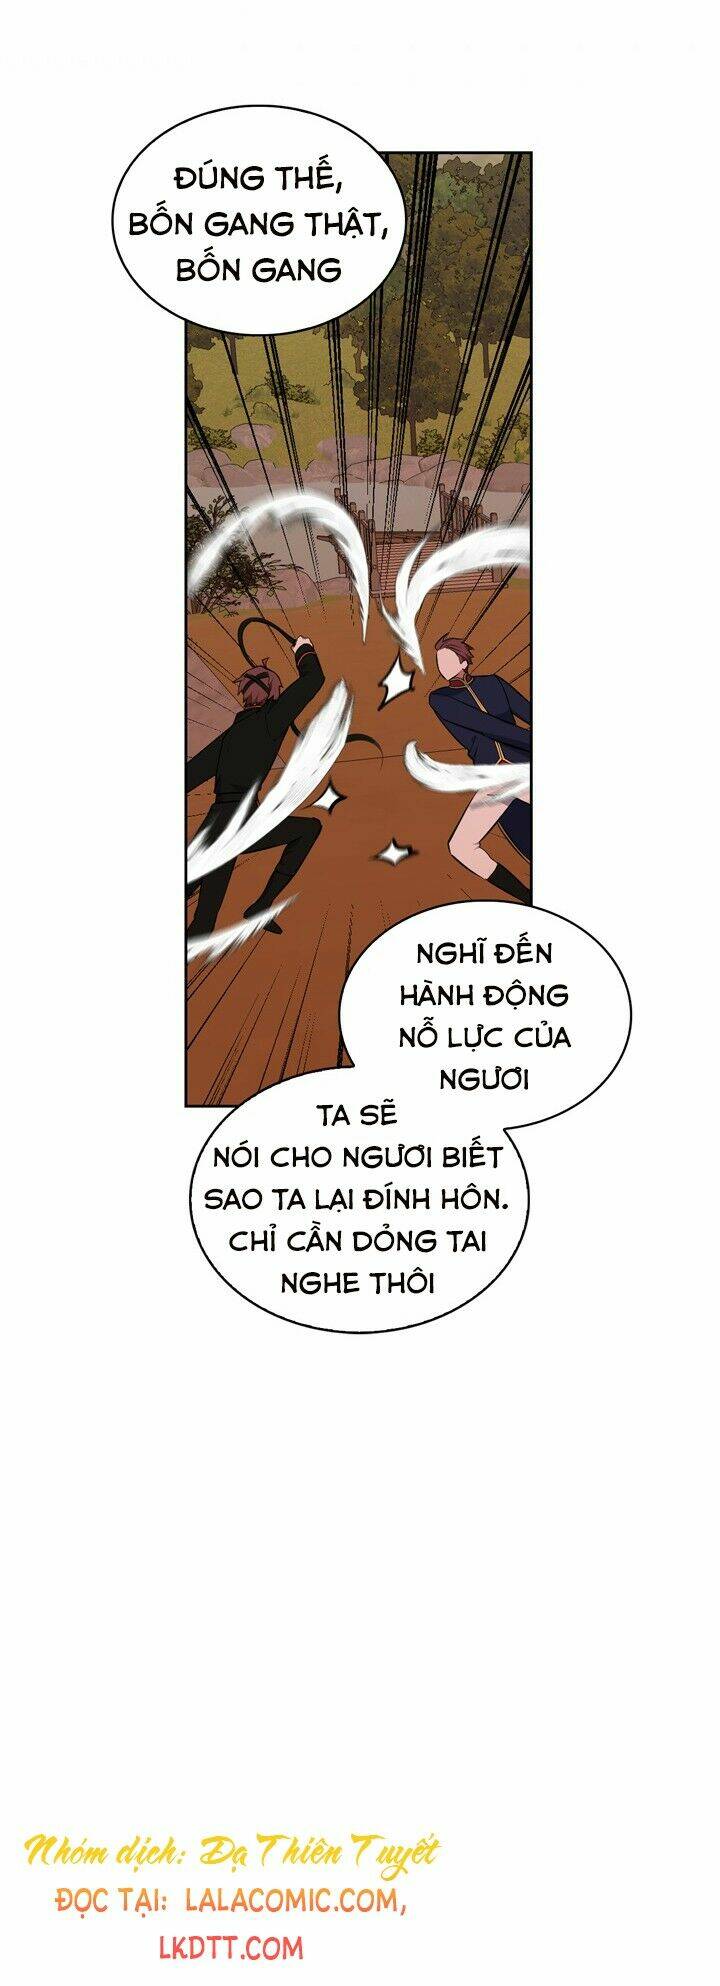 ĐÚNG THẾ,
BỐN GANG THẬT,
BỐN GANG
NGHĨ ĐẾN
HÀNH ĐỘNG
NỖ LỰC CỦA
NGƯƠI
TA SẼ
NÓI CHO NGƯƠI BIẾT
SAO TA LẠI ĐÍNH HÔN.
CHỈ CẦN DỎNG TAI
NGHE THÔI
Nhóm dịch: Dạ Thiên Tuyết
ĐỌC TẠI: LALACOMIC.COM,
LKDTT.COM